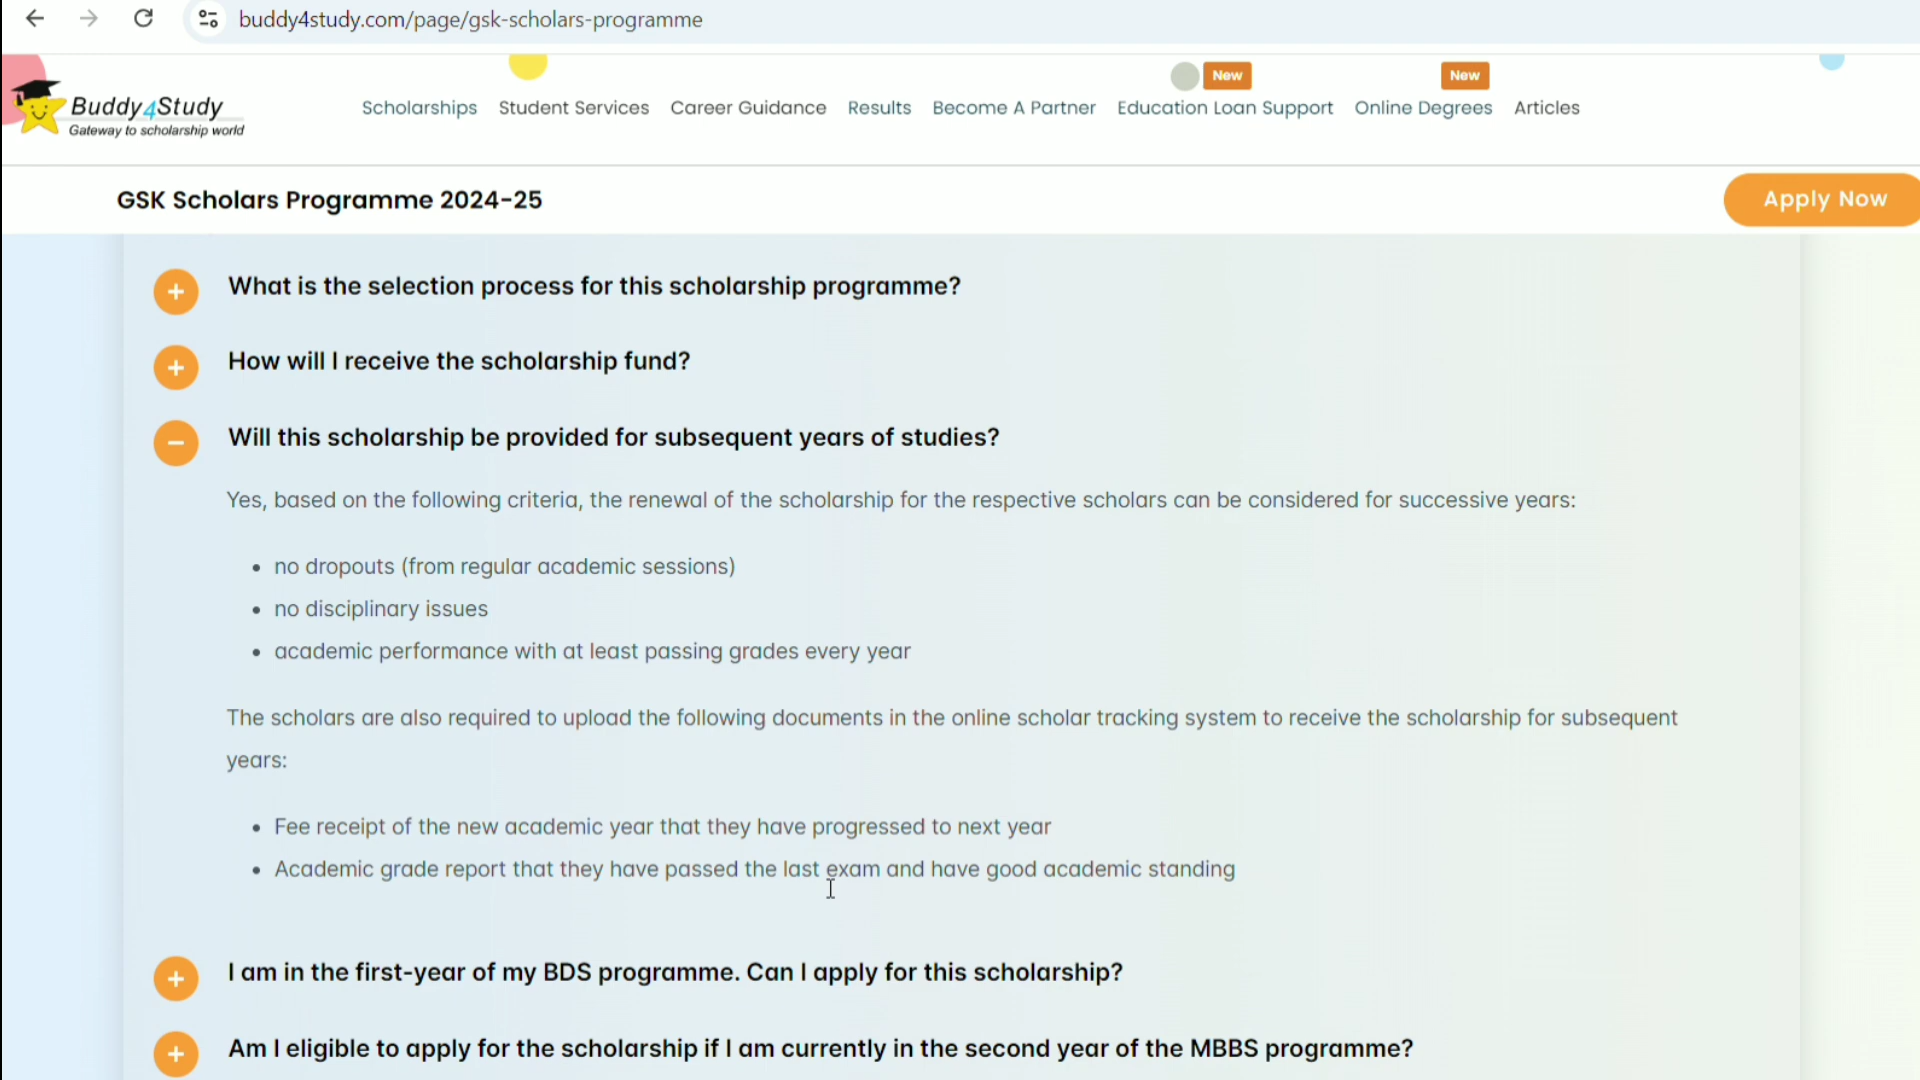 buddy4study.com/page/gsk-scholars-programme
Buddy4Study
Gateway to scholarship world
Scholarships Student Services Career Guidance Results Become A Partner New Education Loan Support New Online Degrees Articles
GSK Scholars Programme 2024-25
Apply Now
What is the selection process for this scholarship programme?
How will I receive the scholarship fund?
Will this scholarship be provided for subsequent years of studies?
Yes, based on the following criteria, the renewal of the scholarship for the respective scholars can be considered for successive years:
• no dropouts (from regular academic sessions)
• no disciplinary issues
• academic performance with at least passing grades every year
The scholars are also required to upload the following documents in the online scholar tracking system to receive the scholarship for subsequent
years:
• Fee receipt of the new academic year that they have progressed to next year
• Academic grade report that they have passed the last exam and have good academic standing
I am in the first-year of my BDS programme. Can I apply for this scholarship?
Am I eligible to apply for the scholarship if I am currently in the second year of the MBBS programme?